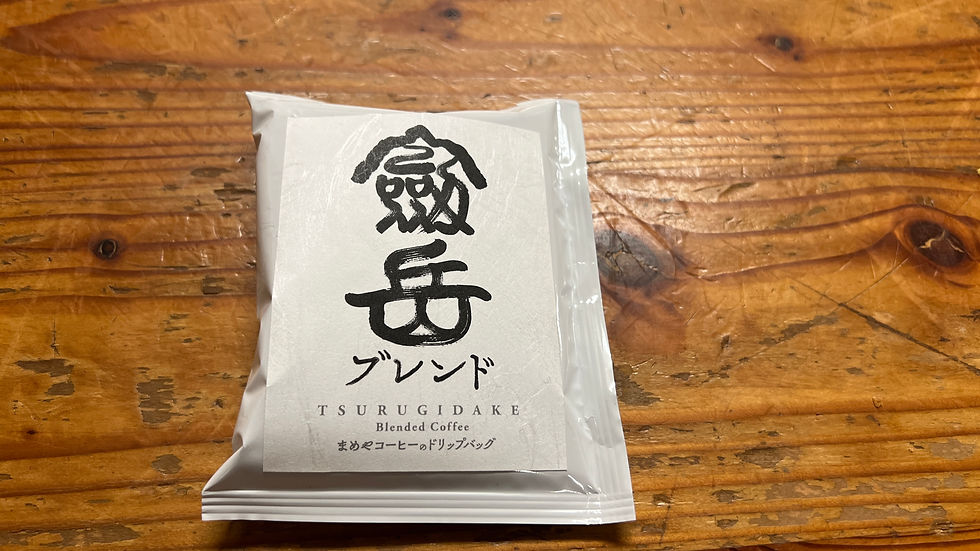 劔岳
ブレンド
TSURUGIDAKE
Blended Coffee
まめやコーヒーのドリップバッグ